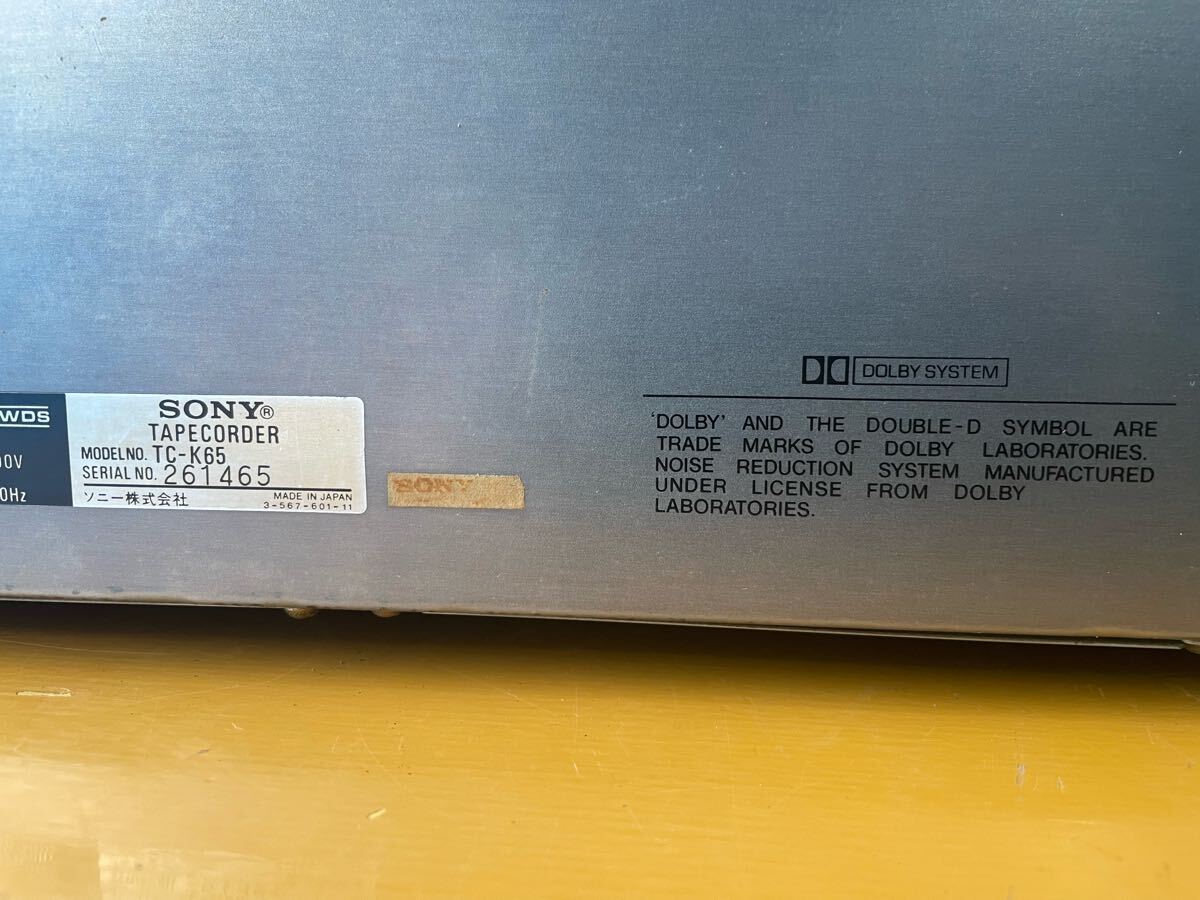 WDS
00V
0Hz
SONY®
TAPECORDER
MODEL NO. TC-K65
SERIAL NO. 261465
ソニー株式会社
MADE IN JAPAN
3-567-601-11
SONY
DOLBY SYSTEM
'DOLBY' AND THE DOUBLE-D SYMBOL ARE
TRADE MARKS OF DOLBY LABORATORIES.
NOISE REDUCTION SYSTEM MANUFACTURED
UNDER LICENSE FROM DOLBY
LABORATORIES.